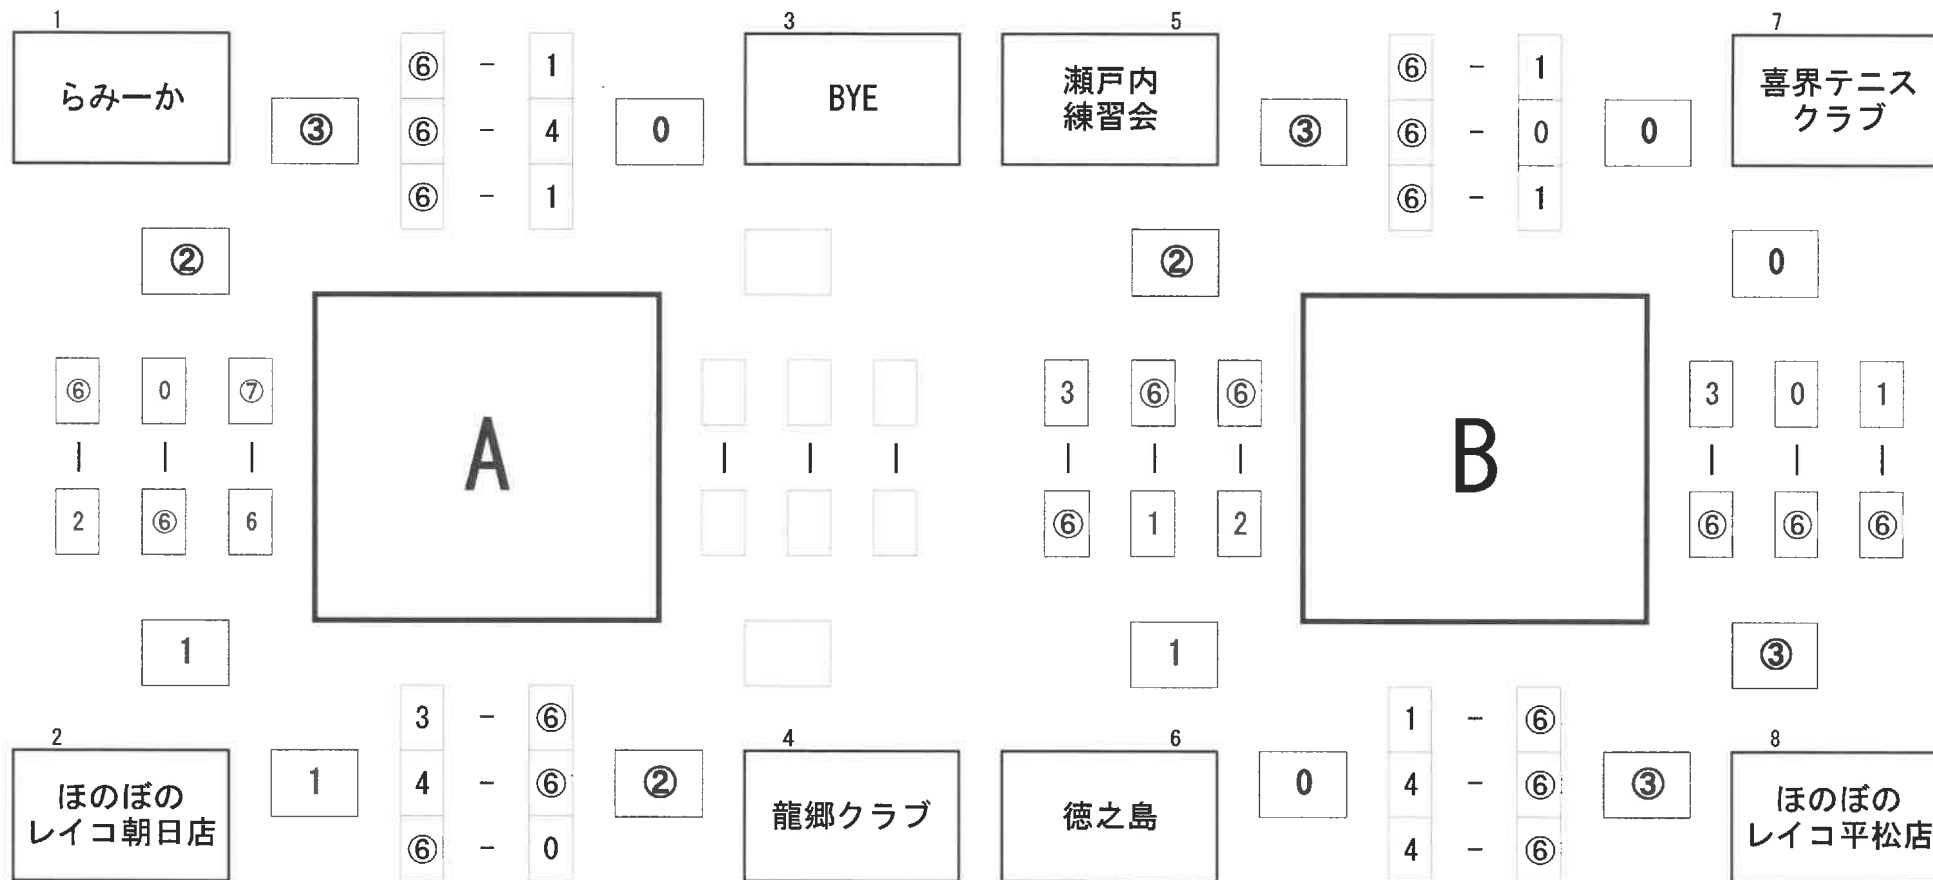 1 3 5 7
らみーか ③ ⑥ - 1 0 BYE 瀬戸内 ③ ⑥ - 1 0 喜界テニス
⑥ - 4 練習会 ⑥ - 0 クラブ
⑥ - 1 ⑥ - 1
② ② 0
⑥ 0 ⑦ 3 ⑥ ⑥ 3 0 1
| | | A | | | | | | B | | |
2 ⑥ 6 ⑥ 1 2 ⑥ ⑥ ⑥
1 1 ③
3 - ⑥ 1 - ⑥
2 4 6 8
ほのぼの 1 4 - ⑥ ② 龍郷クラブ 徳之島 0 4 - ⑥ ③ ほのぼの
レイコ朝日店 レイコ平松店
⑥ - 0 4 - ⑥